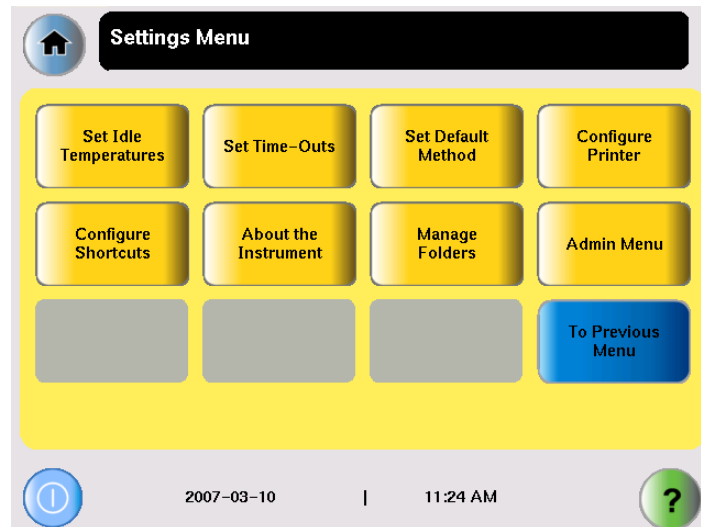 Settings Menu
Set Idle
Temperatures
Set Time-Outs
Set Default
Method
Configure
Printer
Configure
Shortcuts
About the
Instrument
Manage
Folders
Admin Menu
To Previous
Menu
2007-03-10 | 11:24 AM
?